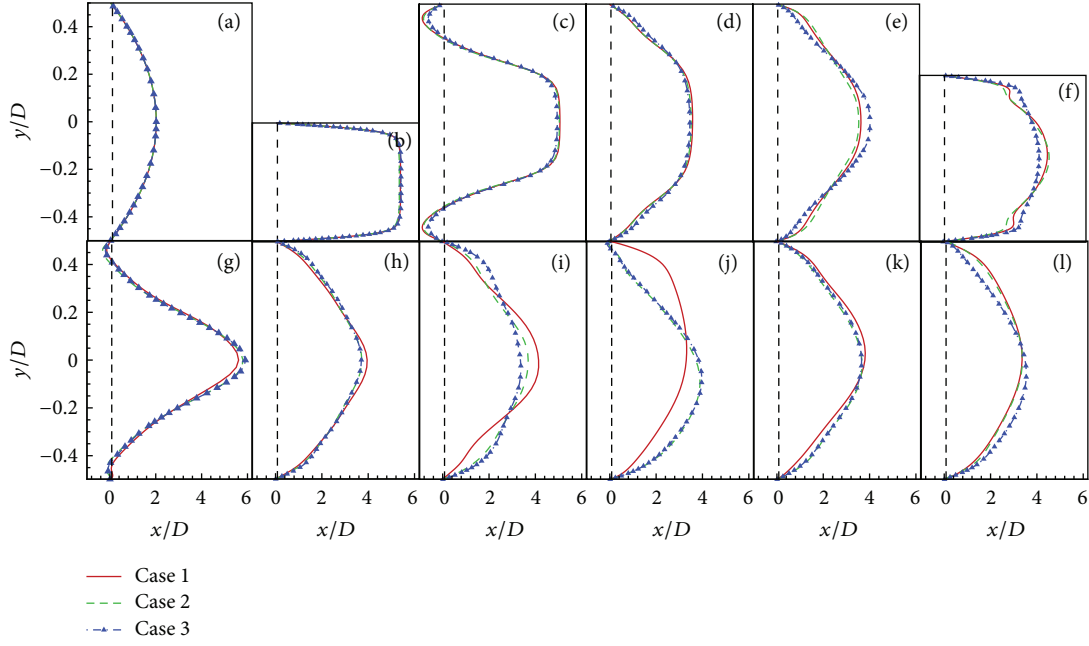 (a)
(b)
(c)
(d)
(e)
(f)
0.4
0.2
0
−0.2
−0.4
y/D
(g)
(h)
(i)
(j)
(k)
(l)
0.4
0.2
0
−0.2
−0.4
y/D
0 2 4 6 0 2 4 6 0 2 4 6 0 2 4 6 0 2 4 6 0 2 4 6
x/D x/D x/D x/D x/D x/D
Case 1
Case 2
Case 3